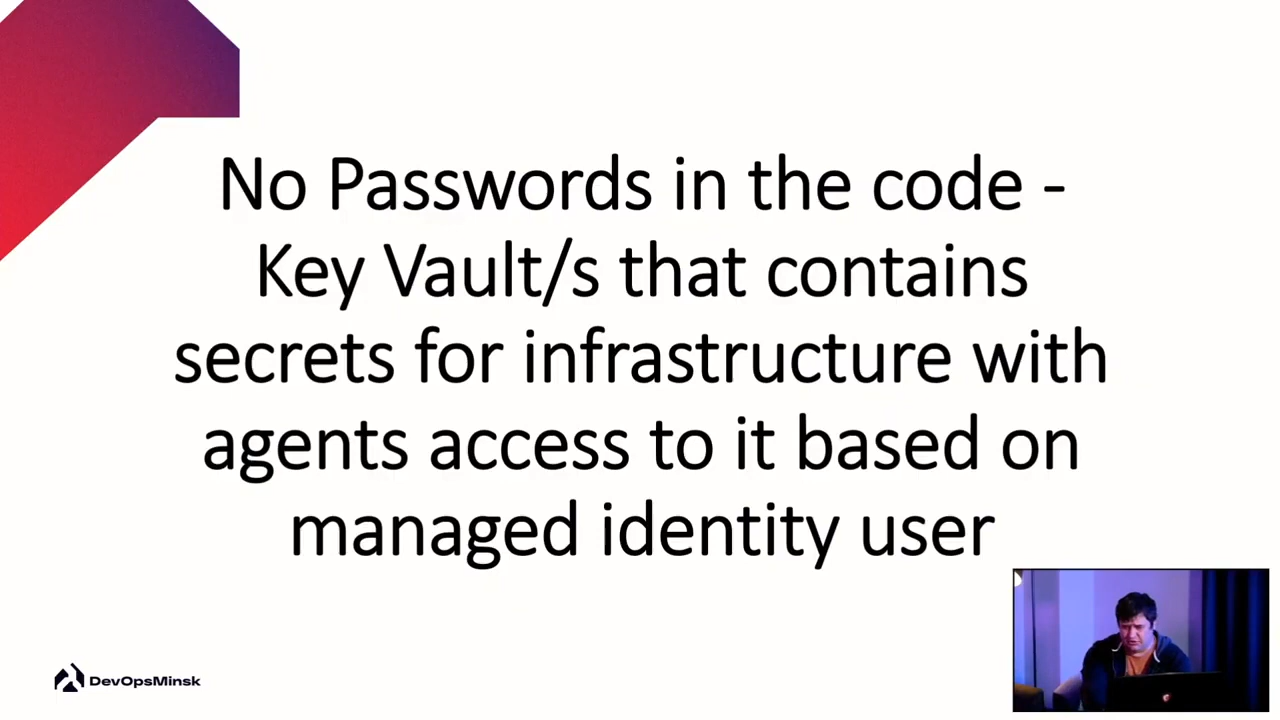 No Passwords in the code -
Key Vault/s that contains
secrets for infrastructure with
agents access to it based on
managed identity user
DevOpsMinsk